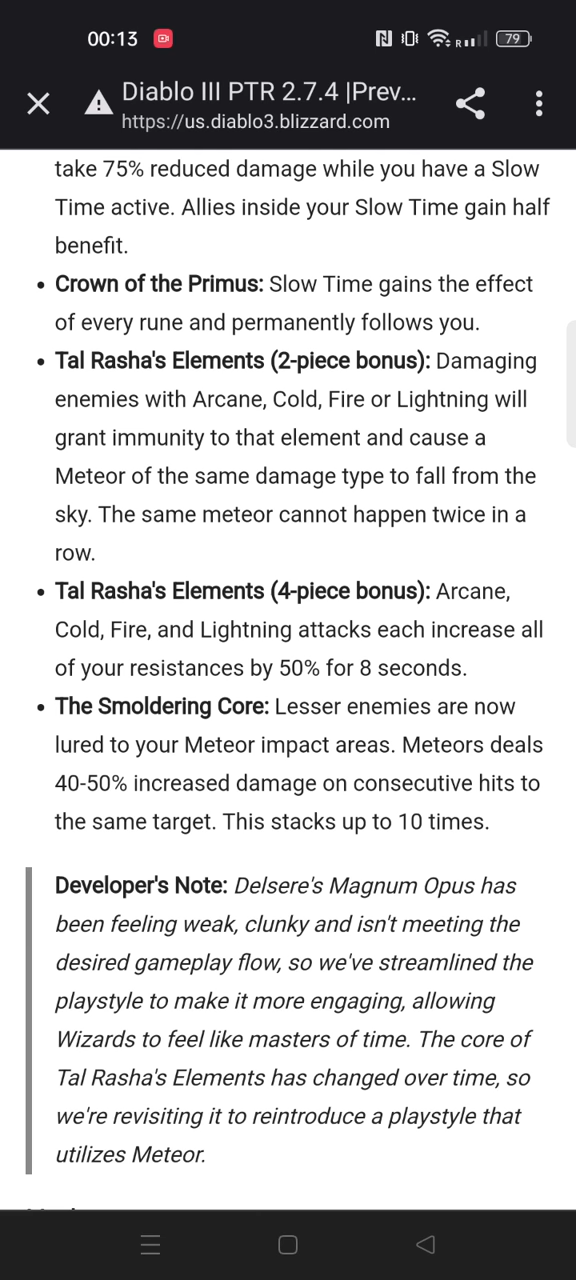 00:13
R
79
Diablo III PTR 2.7.4 |Prev...
https://us.diablo3.blizzard.com
take 75% reduced damage while you have a Slow
Time active. Allies inside your Slow Time gain half
benefit.
• Crown of the Primus: Slow Time gains the effect
of every rune and permanently follows you.
• Tal Rasha's Elements (2-piece bonus): Damaging
enemies with Arcane, Cold, Fire or Lightning will
grant immunity to that element and cause a
Meteor of the same damage type to fall from the
sky. The same meteor cannot happen twice in a
row.
• Tal Rasha's Elements (4-piece bonus): Arcane,
Cold, Fire, and Lightning attacks each increase all
of your resistances by 50% for 8 seconds.
• The Smoldering Core: Lesser enemies are now
lured to your Meteor impact areas. Meteors deals
40-50% increased damage on consecutive hits to
the same target. This stacks up to 10 times.
Developer's Note: Delsere's Magnum Opus has
been feeling weak, clunky and isn't meeting the
desired gameplay flow, so we've streamlined the
playstyle to make it more engaging, allowing
Wizards to feel like masters of time. The core of
Tal Rasha's Elements has changed over time, so
we're revisiting it to reintroduce a playstyle that
utilizes Meteor.